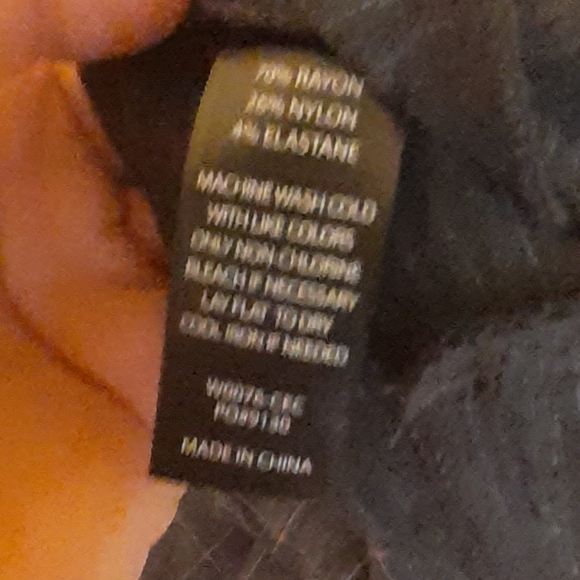 70% RAYON
26% NYLON
4% ELASTANE
MACHINE WASH COLD
WITH LIKE COLORS
ONLY NON CHLORINE
BLEACH IF NECESSARY
LAY FLAT TO DRY
COOL IRON IF NEEDED
MADE IN CHINA